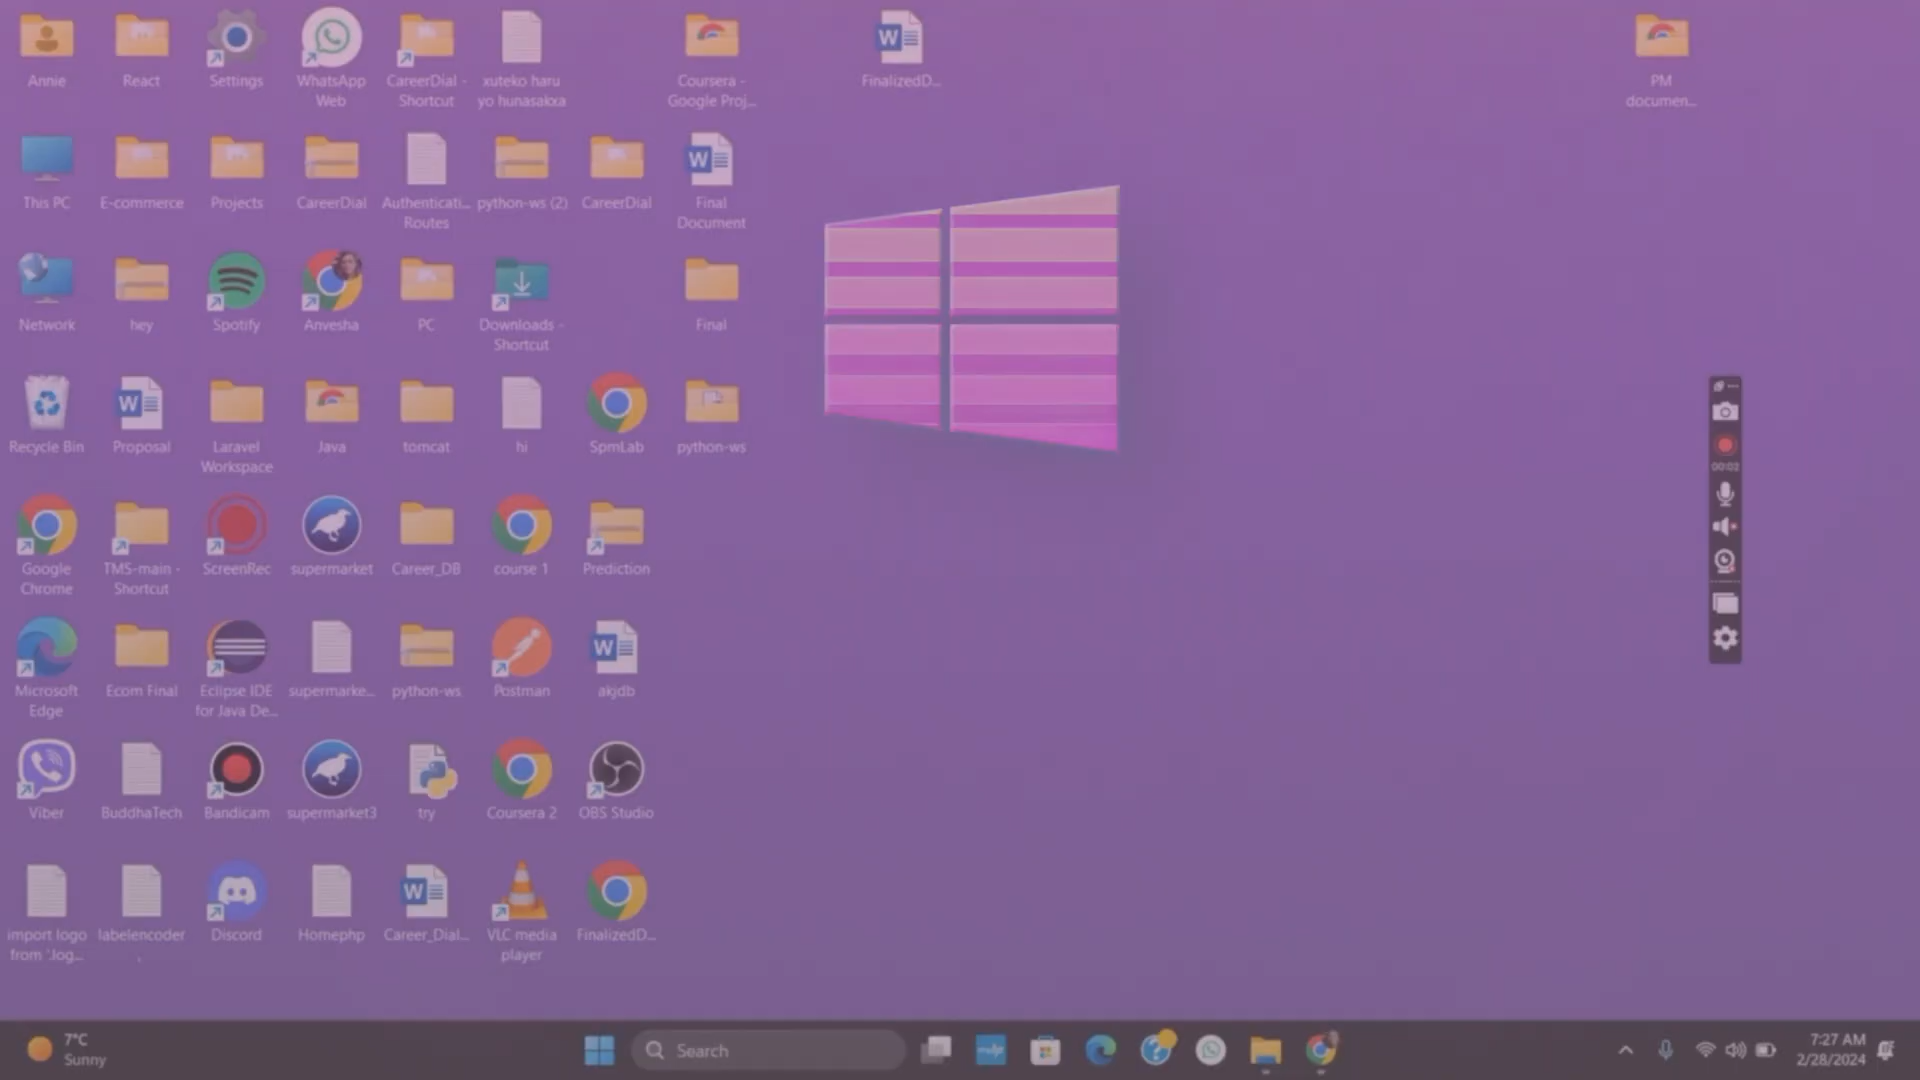 Annie
React
Settings
WhatsApp
Web
CareerDial -
Shortcut
xuteko haru
yo hunasakxa
Coursera -
Google Proj...
FinalizedD...
PM
documen...
This PC
E-commerce
Projects
CareerDial
Authenticati...
Routes
python-ws (2)
CareerDial
Final
Document
Network
hey
Spotify
Anvesha
PC
Downloads -
Shortcut
Final
Recycle Bin
Proposal
Laravel
Workspace
Java
tomcat
hi
SpmLab
python-ws
00:02
Google
Chrome
TMS-main -
Shortcut
ScreenRec
supermarket
Career_DB
course 1
Prediction
Microsoft
Edge
Ecom Final
Eclipse IDE
for Java De...
supermarke...
python-ws
Postman
akjdb
Viber
BuddhaTech
Bandicam
supermarket3
try
Coursera 2
OBS Studio
import logo
from '.log...
labelencoder
,
Discord
Homephp
Career_Dial...
VLC media
player
FinalizedD...
7°C
Sunny
Search
7:27 AM
2/28/2024